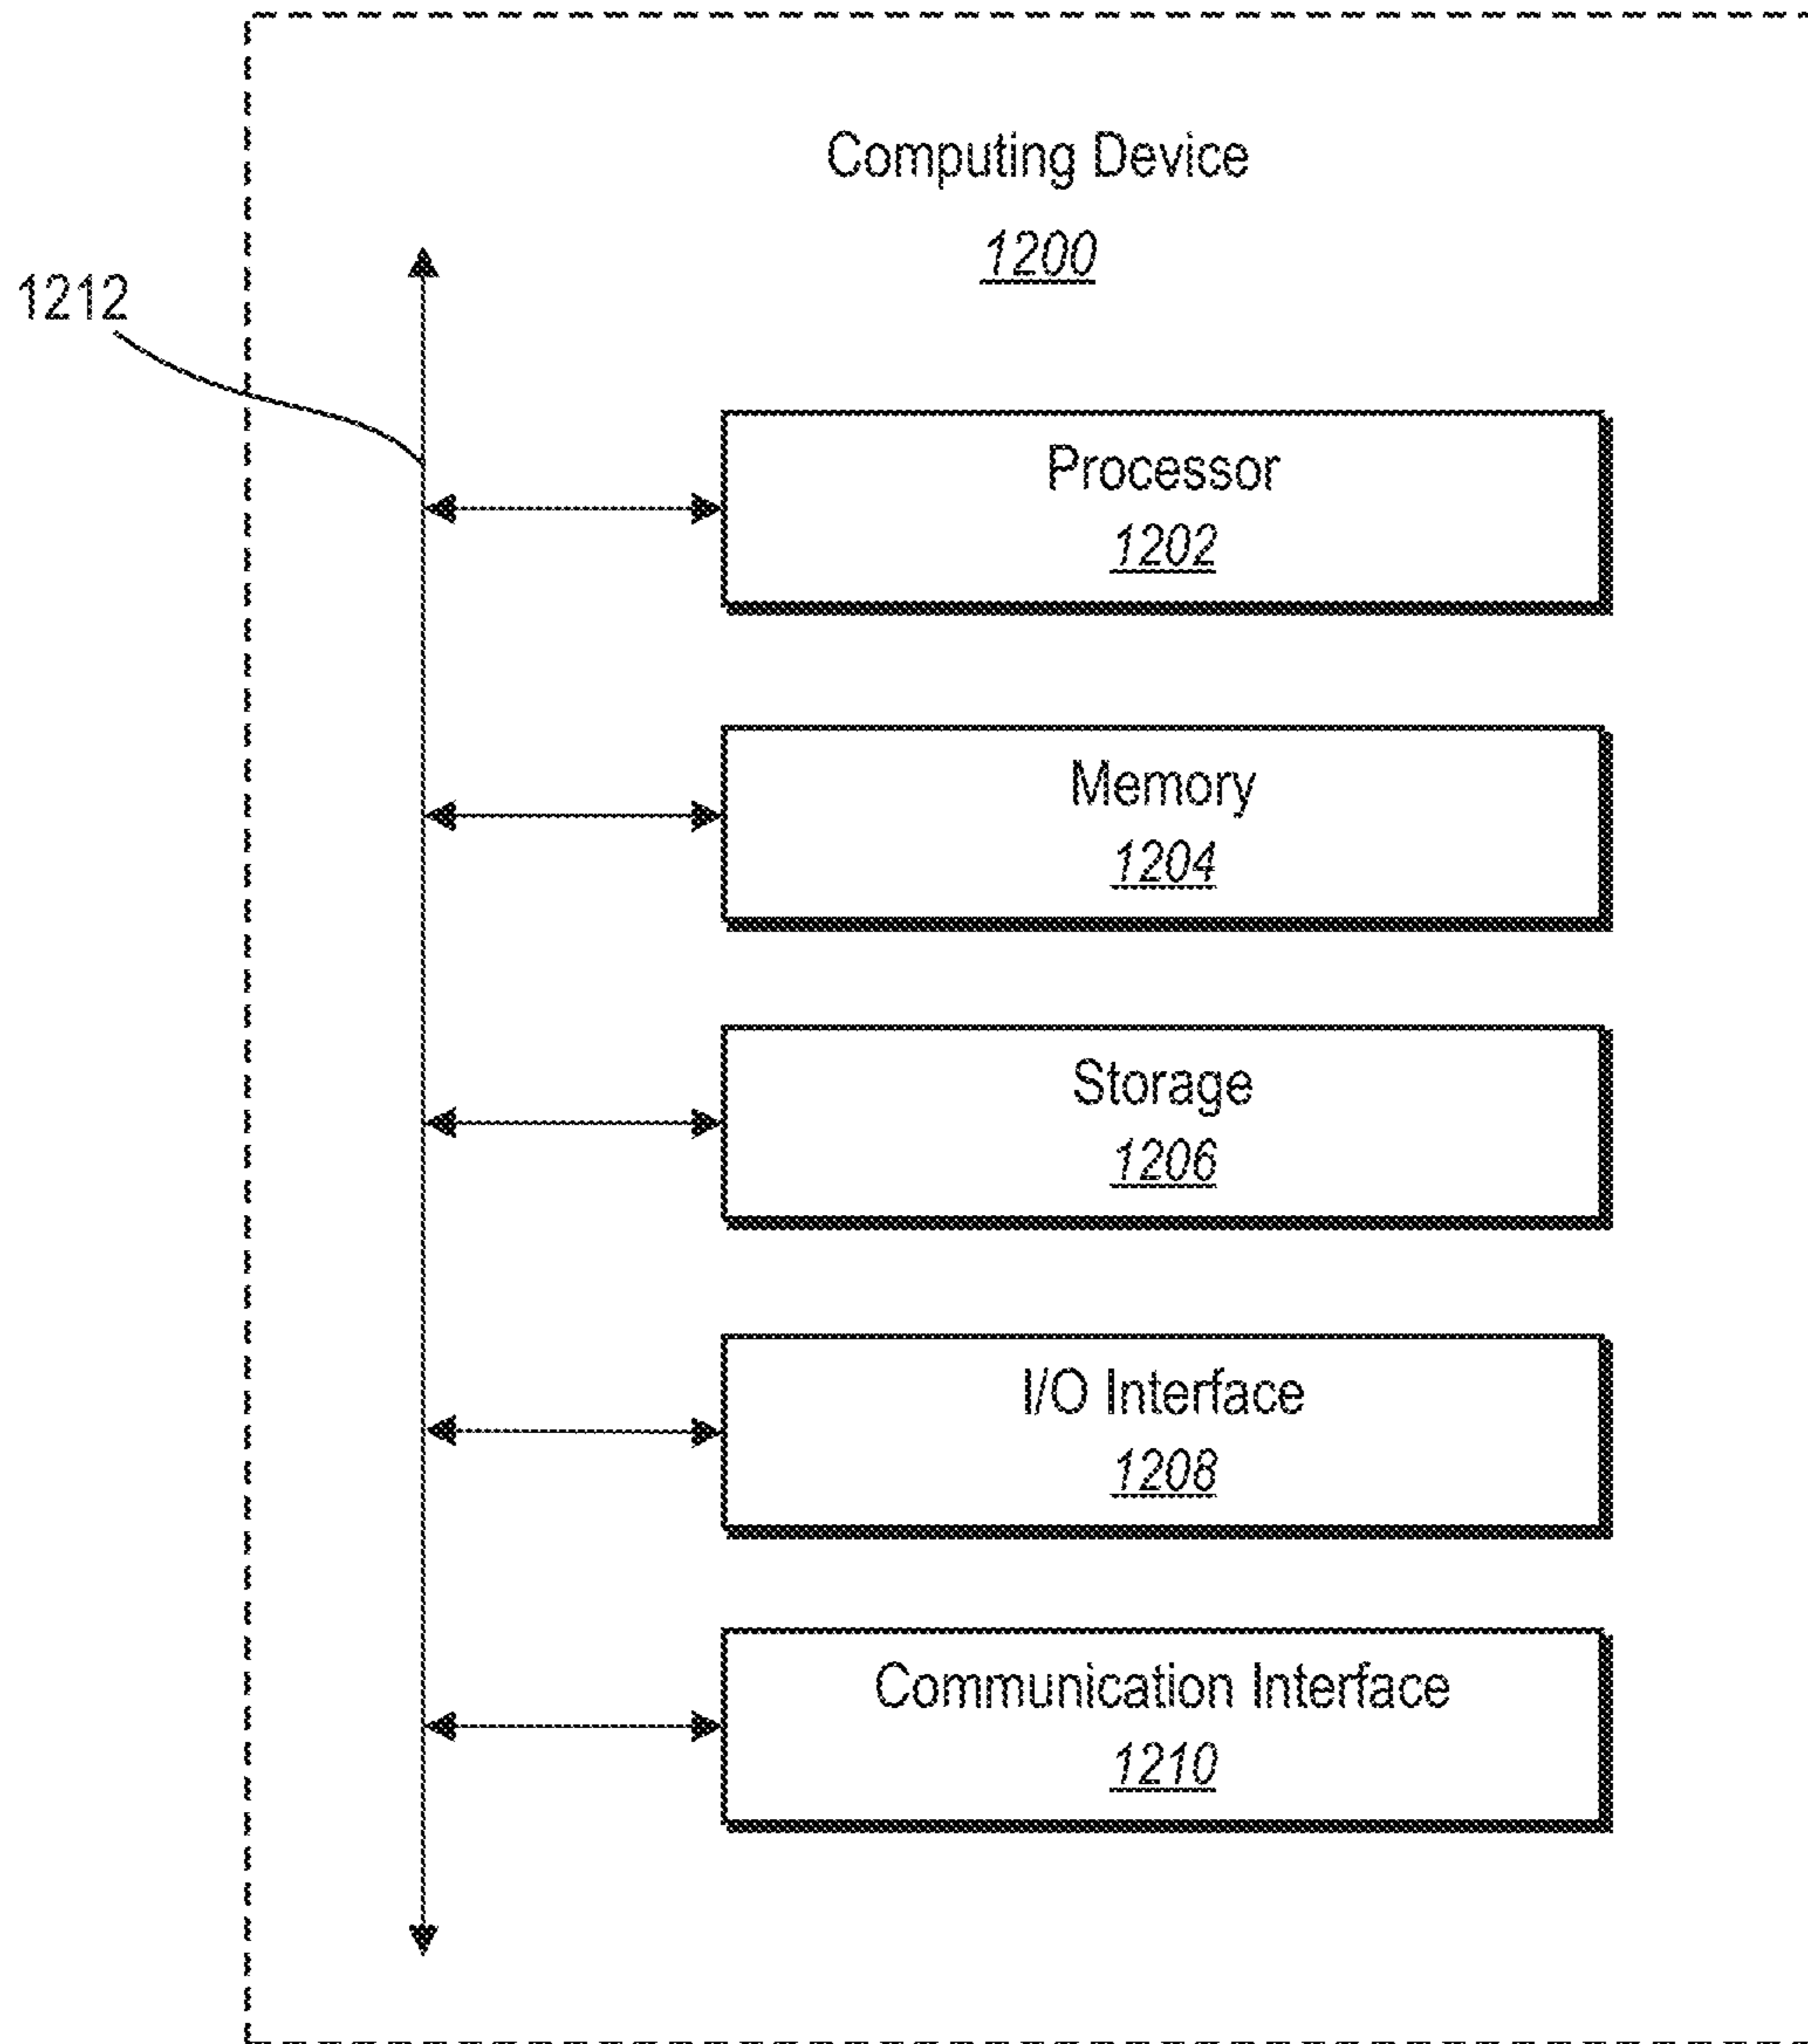 Computing Device
1200
1212
Processor
1202
Memory
1204
Storage
1206
I/O Interface
1208
Communication Interface
1210